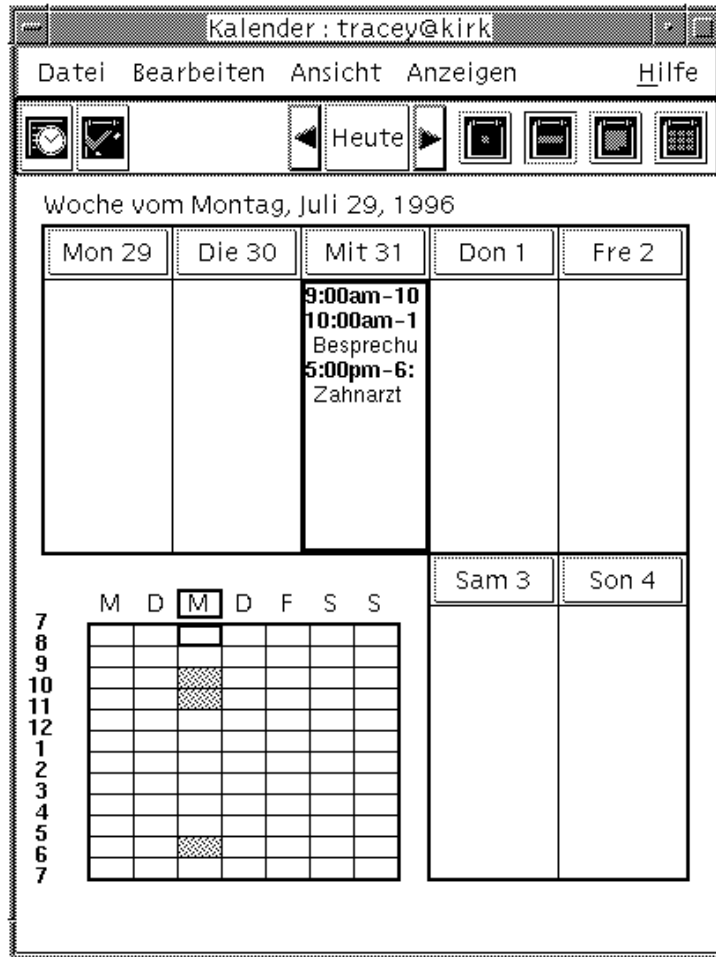 Kalender : tracey@kirk
Datei Bearbeiten Ansicht Anzeigen Hilfe
Heute
Woche vom Montag, Juli 29, 1996
Mon 29 Die 30 Mit 31 Don 1 Fre 2
9:00am-10
10:00am-1
Besprechu
5:00pm-6:
Zahnarzt
Sam 3 Son 4
M D M D F S S
7
8
9
10
11
12
1
2
3
4
5
6
7